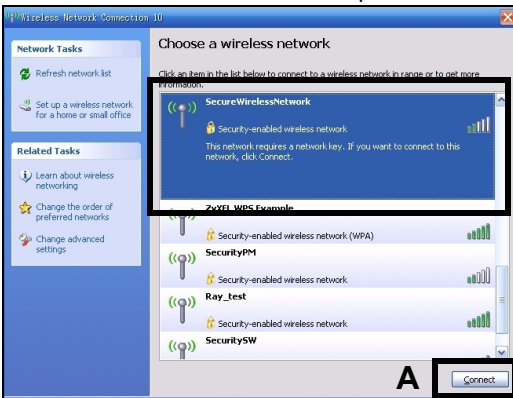 Wireless Network Connection 10
Network Tasks
Refresh network list
Set up a wireless network
for a home or small office
Related Tasks
Learn about wireless
networking
Change the order of
preferred networks
Change advanced
settings
Choose a wireless network
Click an item in the list below to connect to a wireless network in range or to get more
information.
SecureWirelessNetwork
Security-enabled wireless network
This network requires a network key. If you want to connect to this
network, click Connect.
ZyXEL WPS Example
Security-enabled wireless network (WPA)
SecurityPM
Security-enabled wireless network
Ray_test
Security-enabled wireless network
SecuritySW
A
Connect